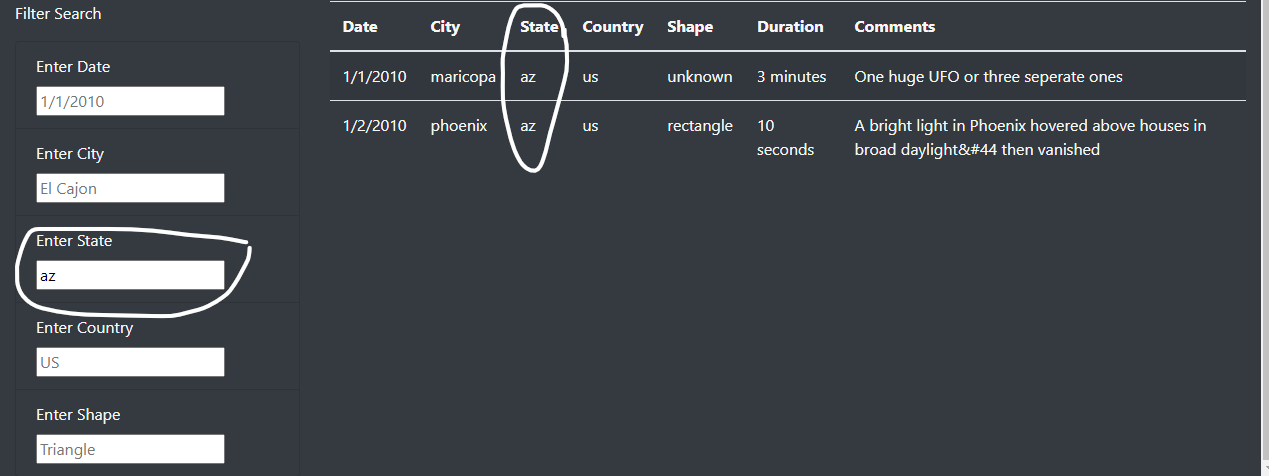 Filter Search
Enter Date
1/1/2010
Enter City
El Cajon
Enter State
az
Enter Country
US
Enter Shape
Triangle
Date City State Country Shape Duration Comments
1/1/2010 maricopa az us unknown 3 minutes One huge UFO or three seperate ones
1/2/2010 phoenix az us rectangle 10 A bright light in Phoenix hovered above houses in
seconds broad daylight&#44 then vanished